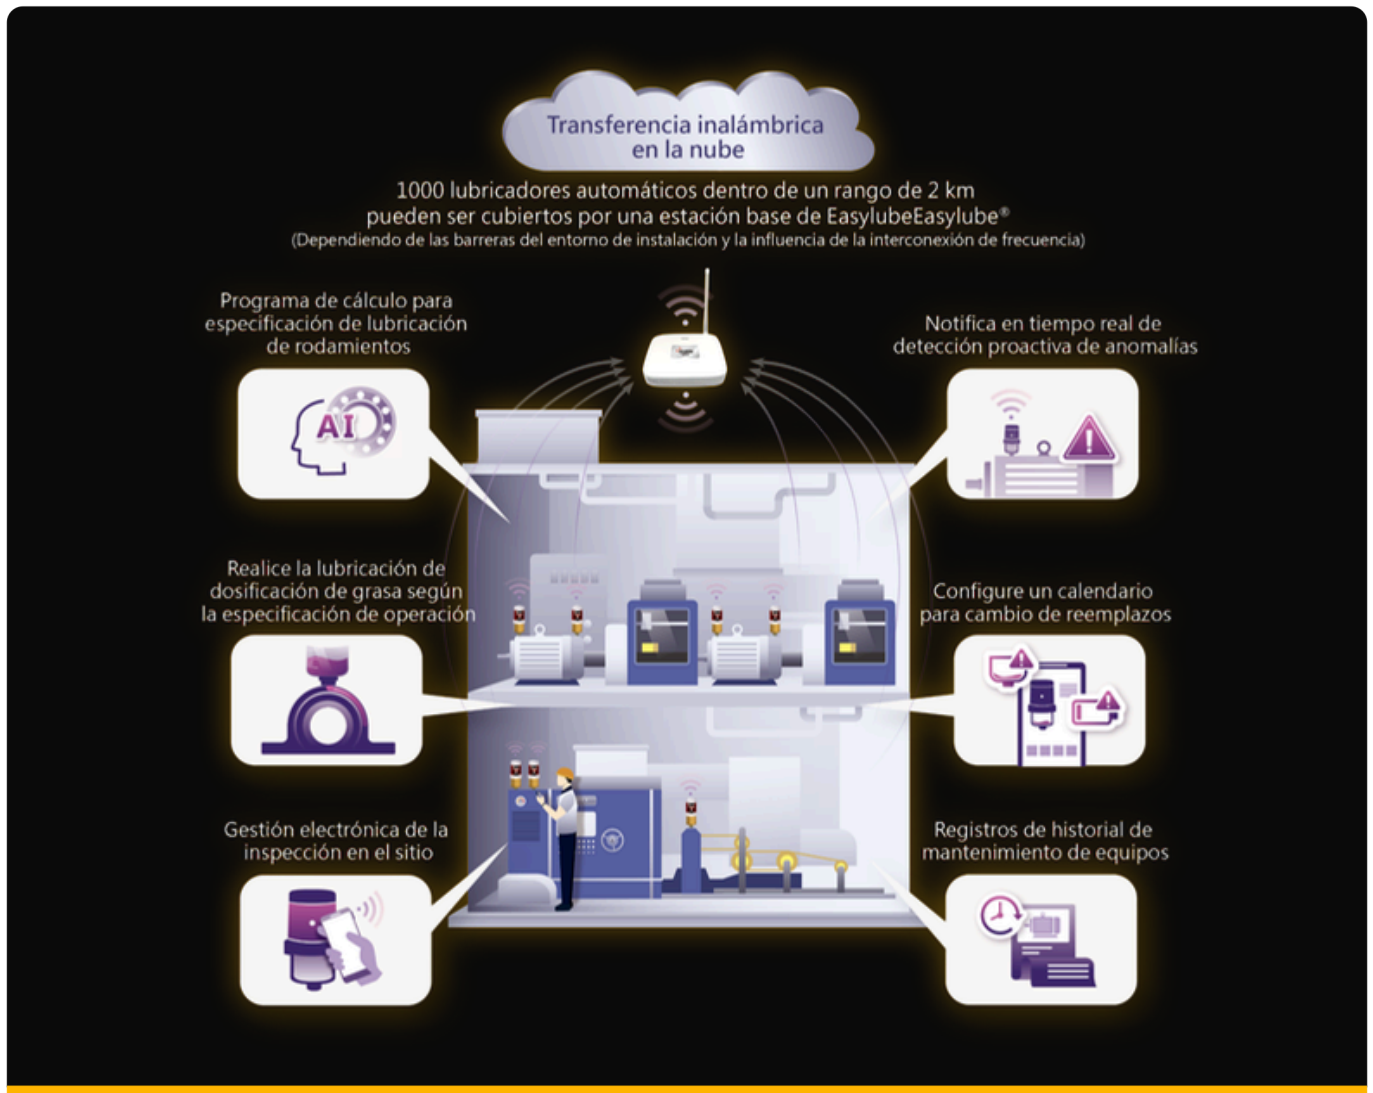 Transferencia inalámbrica
en la nube
1000 lubricadores automáticos dentro de un rango de 2 km
pueden ser cubiertos por una estación base de EasylubeEasylube®
(Dependiendo de las barreras del entorno de instalación y la influencia de la interconexión de frecuencia)
Programa de cálculo para
especificación de lubricación
de rodamientos
AI
Notifica en tiempo real de
detección proactiva de anomalías
Realice la lubricación de
dosificación de grasa según
la especificación de operación
Configure un calendario
para cambio de reemplazos
Gestión electrónica de la
inspección en el sitio
Registros de historial de
mantenimiento de equipos